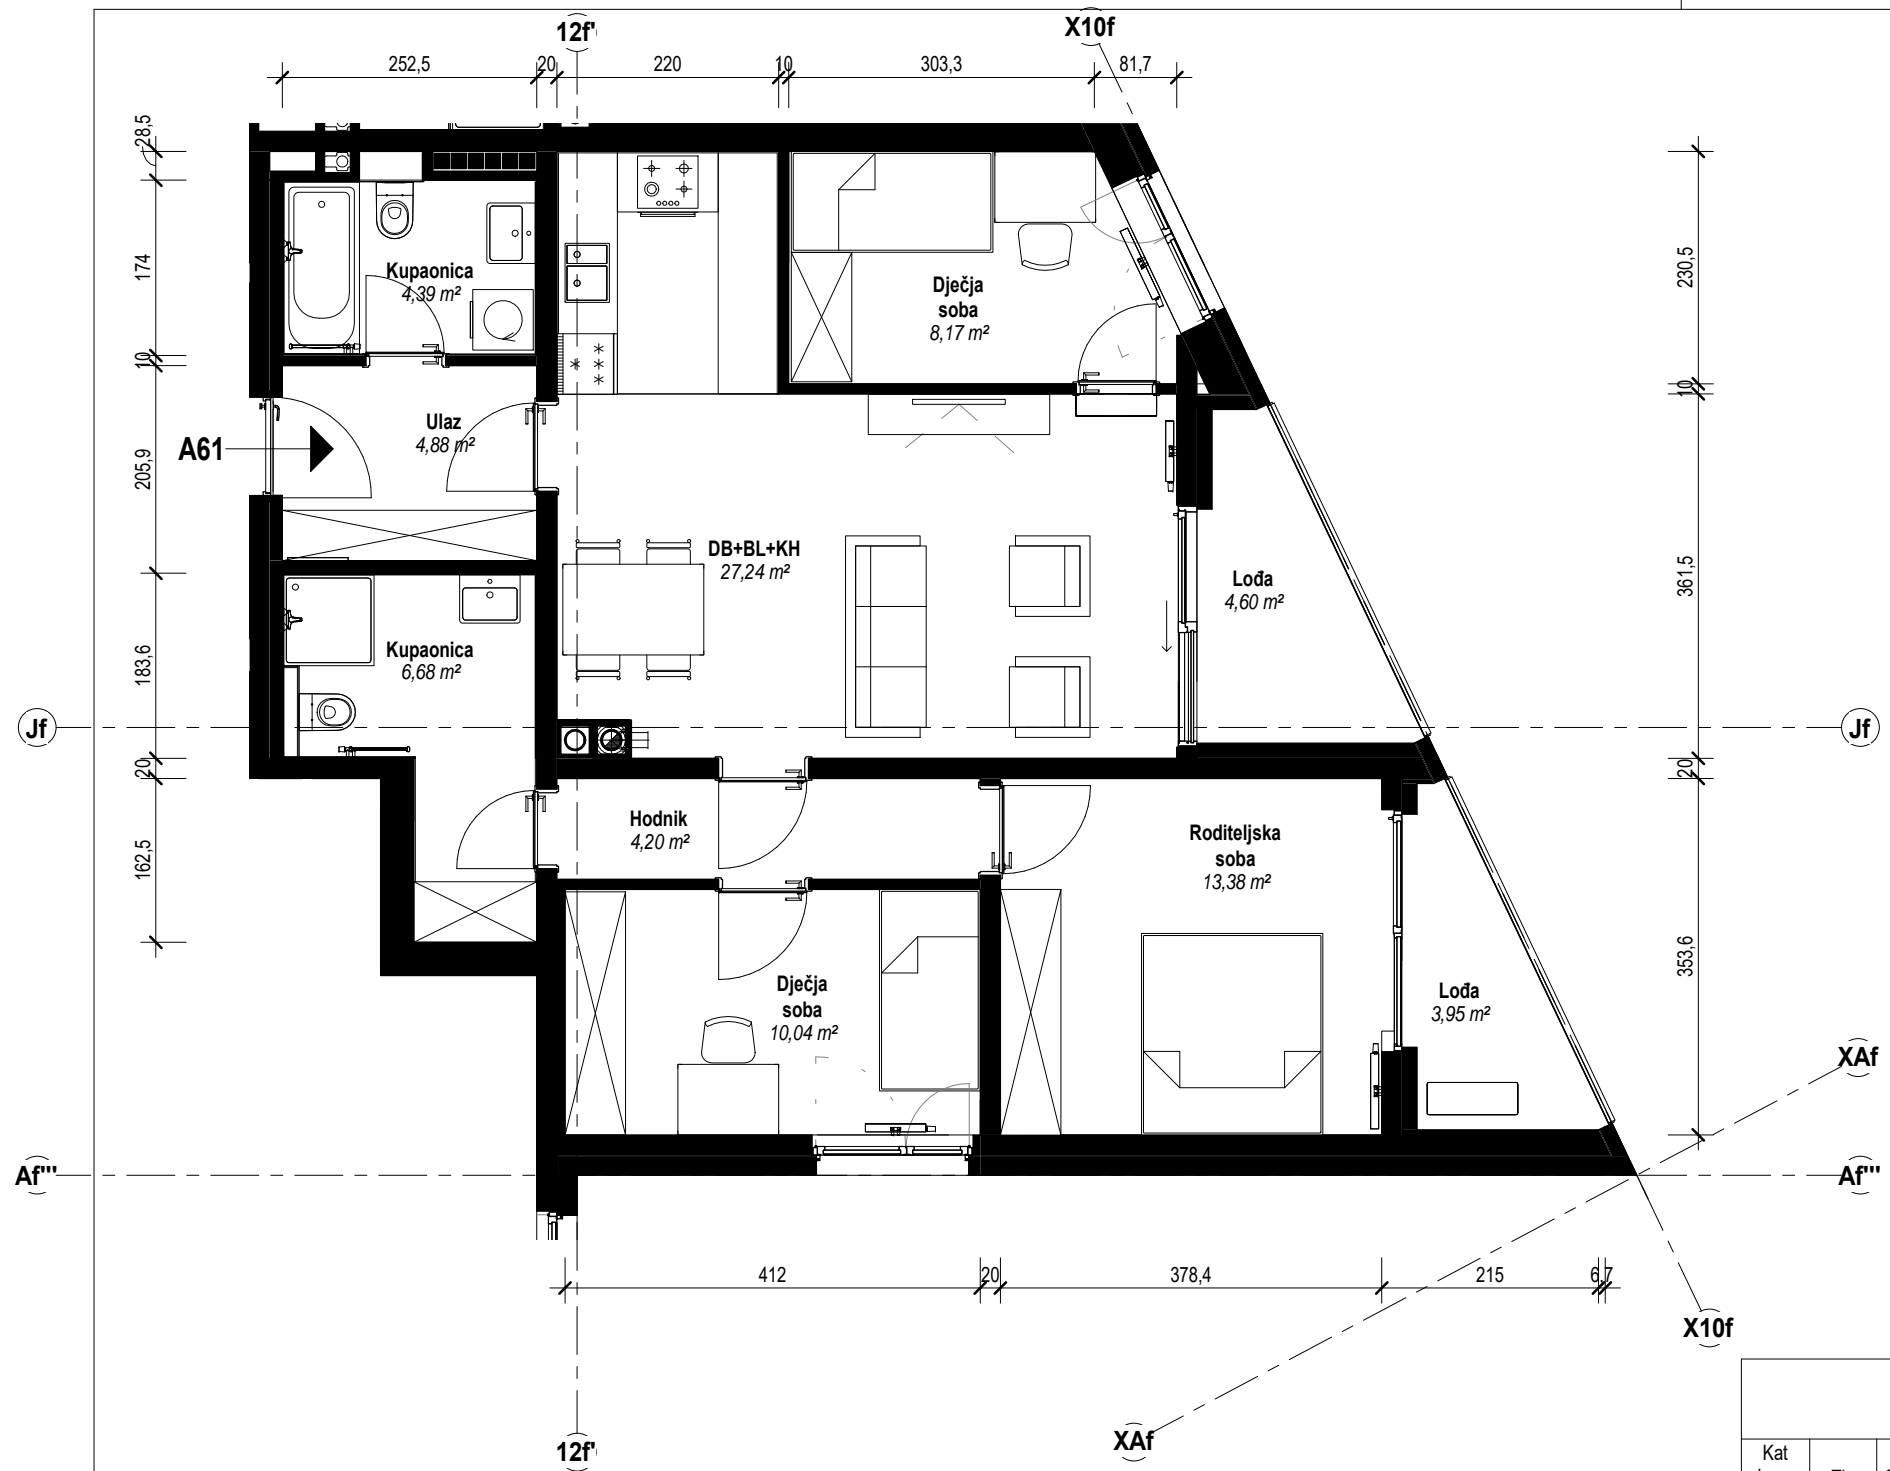 12f'
X10f
252,5
20
220
10
303,3
81,7
28,5
174
10
205,9
183,6
20
162,5
230,5
10
361,5
20
353,6
Kupaonica
4,39 m²
Dječja
soba
8,17 m²
Ulaz
4,88 m²
A61
DB+BL+KH
27,24 m²
Lođa
4,60 m²
Kupaonica
6,68 m²
Jf
Jf
Hodnik
4,20 m²
Roditeljska
soba
13,38 m²
Dječja
soba
10,04 m²
Lođa
3,95 m²
XAf
Af'''
Af'''
412
20
378,4
215
6,7
X10f
12f'
XAf
Kat